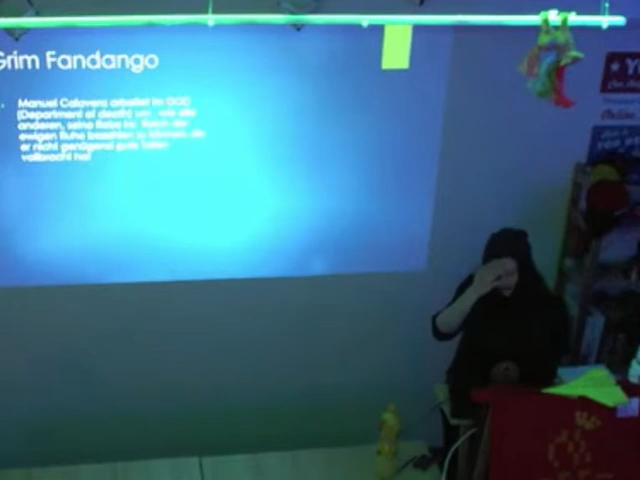 Grim Fandango
Manuel Calavera arbeitet im DOD
(Department of death) um, wie alle
anderen, seine Reise ins Reich der
ewigen Ruhe bezahlen zu können, da
er nicht genügend gute Taten
vollbracht hat